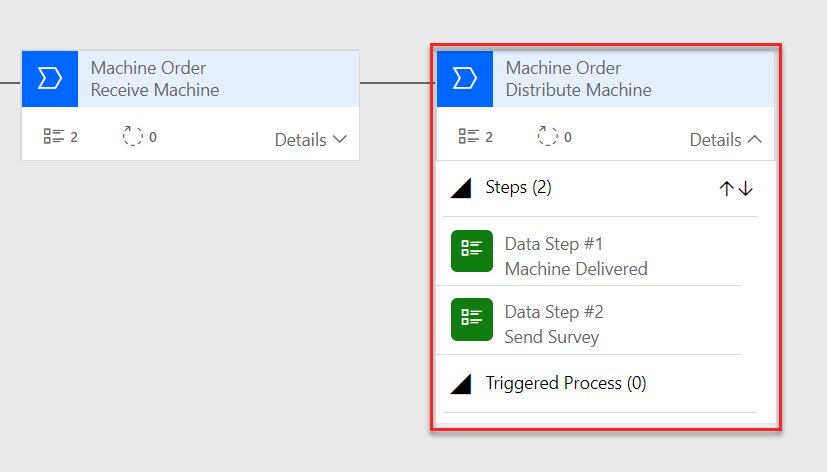 Machine Order
Receive Machine
2 0 Details
Machine Order
Distribute Machine
2 0 Details
Steps (2)
Data Step #1
Machine Delivered
Data Step #2
Send Survey
Triggered Process (0)